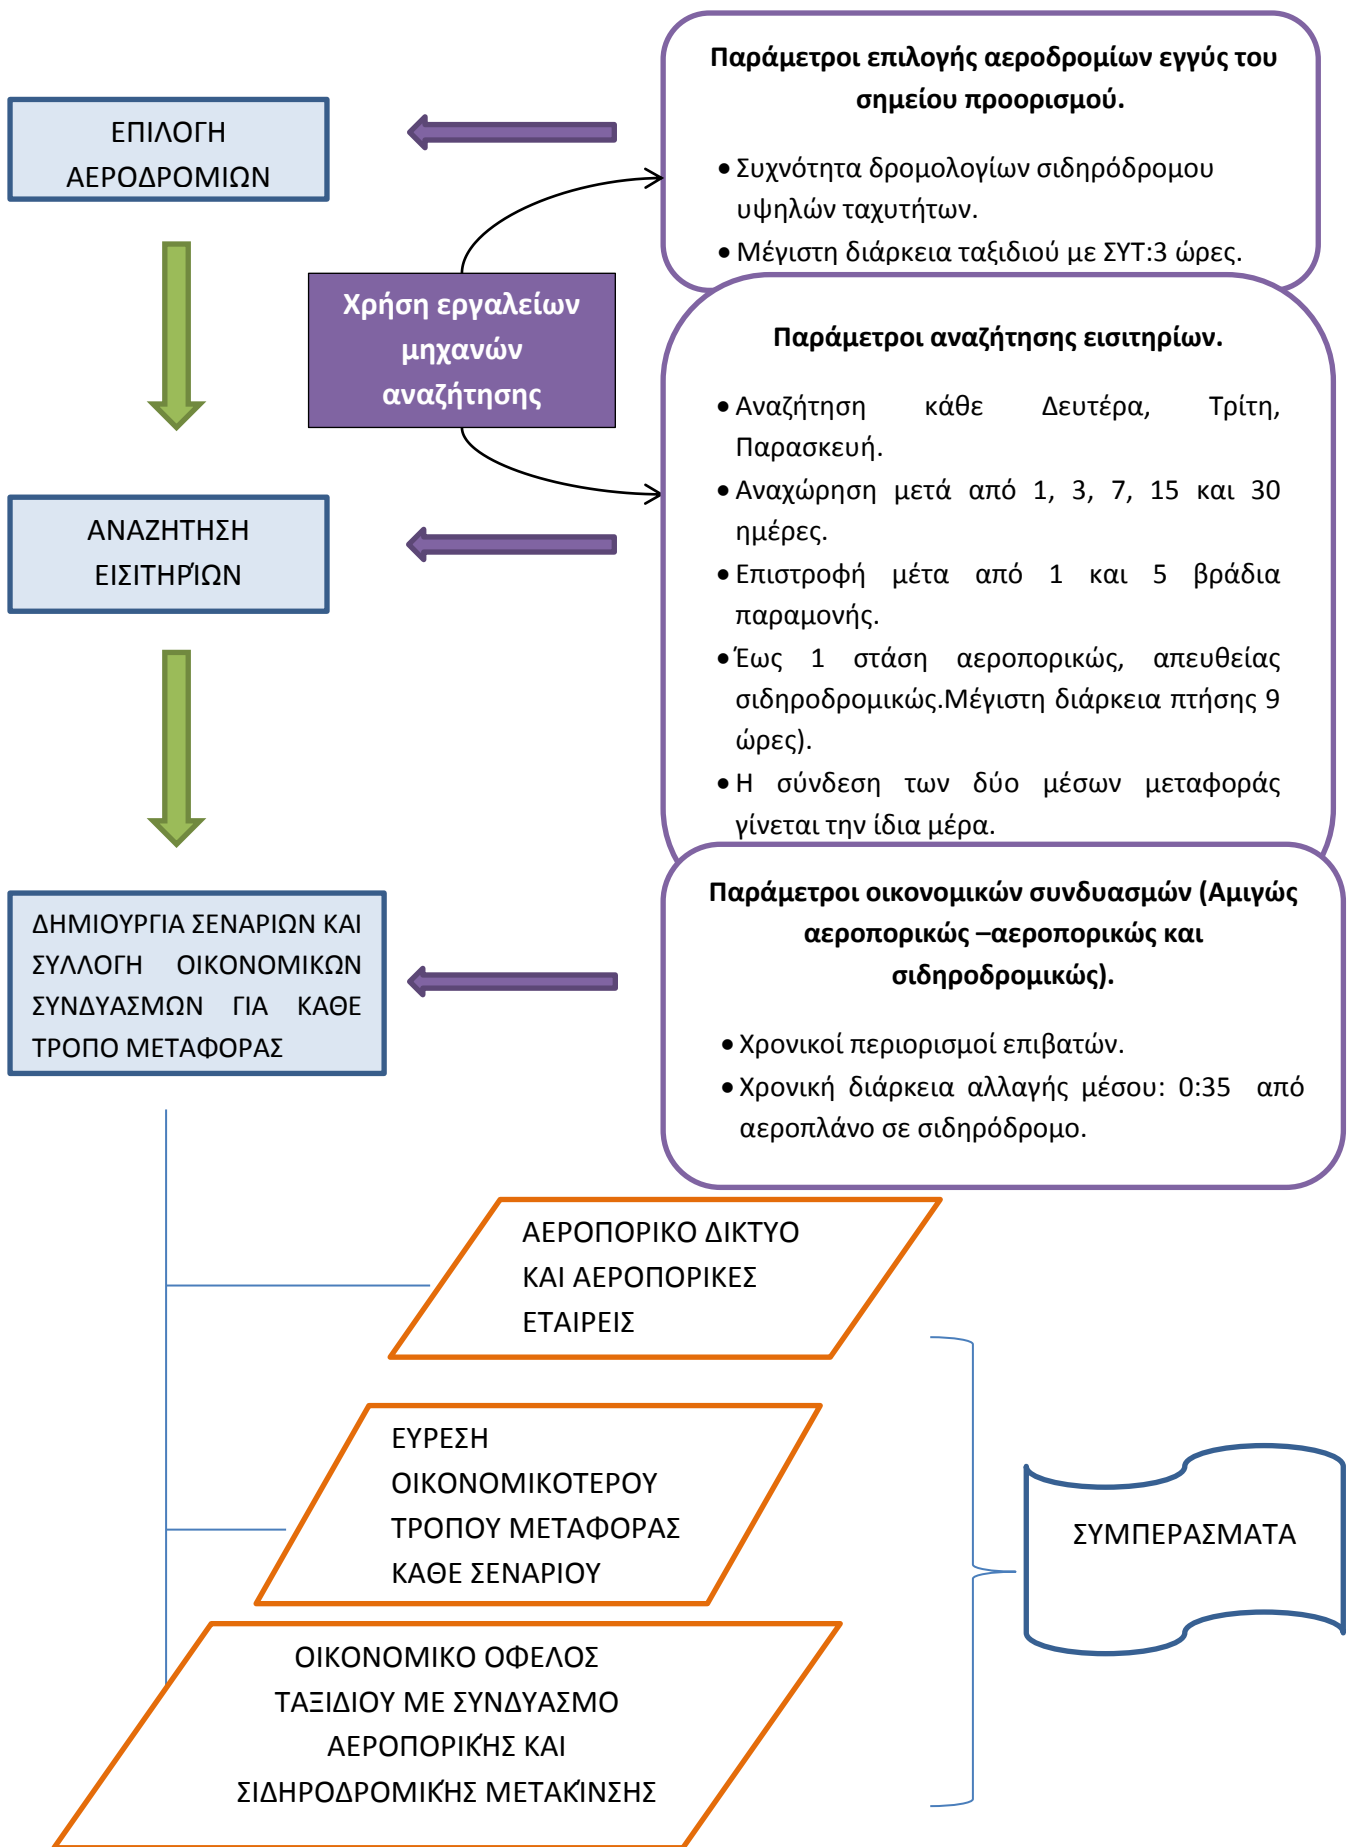 Παράμετροι επιλογής αεροδρομίων εγγύς του
σημείου προορισμού.
• Συχνότητα δρομολογίων σιδηρόδρομου
υψηλών ταχυτήτων.
• Μέγιστη διάρκεια ταξιδιού με ΣΥΤ:3 ώρες.
ΕΠΙΛΟΓΗ
ΑΕΡΟΔΡΟΜΙΩΝ
Χρήση εργαλείων
μηχανών
αναζήτησης
Παράμετροι αναζήτησης εισιτηρίων.
• Αναζήτηση κάθε Δευτέρα, Τρίτη,
Παρασκευή.
• Αναχώρηση μετά από 1, 3, 7, 15 και 30
ημέρες.
• Επιστροφή μέτα από 1 και 5 βράδια
παραμονής.
• Έως 1 στάση αεροπορικώς, απευθείας
σιδηροδρομικώς.Μέγιστη διάρκεια πτήσης 9
ώρες).
• Η σύνδεση των δύο μέσων μεταφοράς
γίνεται την ίδια μέρα.
ΑΝΑΖΗΤΗΣΗ
ΕΙΣΙΤΗΡΊΩΝ
Παράμετροι οικονομικών συνδυασμών (Αμιγώς
αεροπορικώς –αεροπορικώς και
σιδηροδρομικώς).
• Χρονικοί περιορισμοί επιβατών.
• Χρονική διάρκεια αλλαγής μέσου: 0:35 από
αεροπλάνο σε σιδηρόδρομο.
ΔΗΜΙΟΥΡΓΙΑ ΣΕΝΑΡΙΩΝ ΚΑΙ
ΣΥΛΛΟΓΗ ΟΙΚΟΝΟΜΙΚΩΝ
ΣΥΝΔΥΑΣΜΩΝ ΓΙΑ ΚΑΘΕ
ΤΡΟΠΟ ΜΕΤΑΦΟΡΑΣ
ΑΕΡΟΠΟΡΙΚΟ ΔΙΚΤΥΟ
ΚΑΙ ΑΕΡΟΠΟΡΙΚΕΣ
ΕΤΑΙΡΕΙΣ
ΕΥΡΕΣΗ
ΟΙΚΟΝΟΜΙΚΟΤΕΡΟΥ
ΤΡΟΠΟΥ ΜΕΤΑΦΟΡΑΣ
ΚΑΘΕ ΣΕΝΑΡΙΟΥ
ΟΙΚΟΝΟΜΙΚΟ ΟΦΕΛΟΣ
ΤΑΞΙΔΙΟΥ ΜΕ ΣΥΝΔΥΑΣΜΟ
ΑΕΡΟΠΟΡΙΚΉΣ ΚΑΙ
ΣΙΔΗΡΟΔΡΟΜΙΚΉΣ ΜΕΤΑΚΊΝΣΗΣ
ΣΥΜΠΕΡΑΣΜΑΤΑ